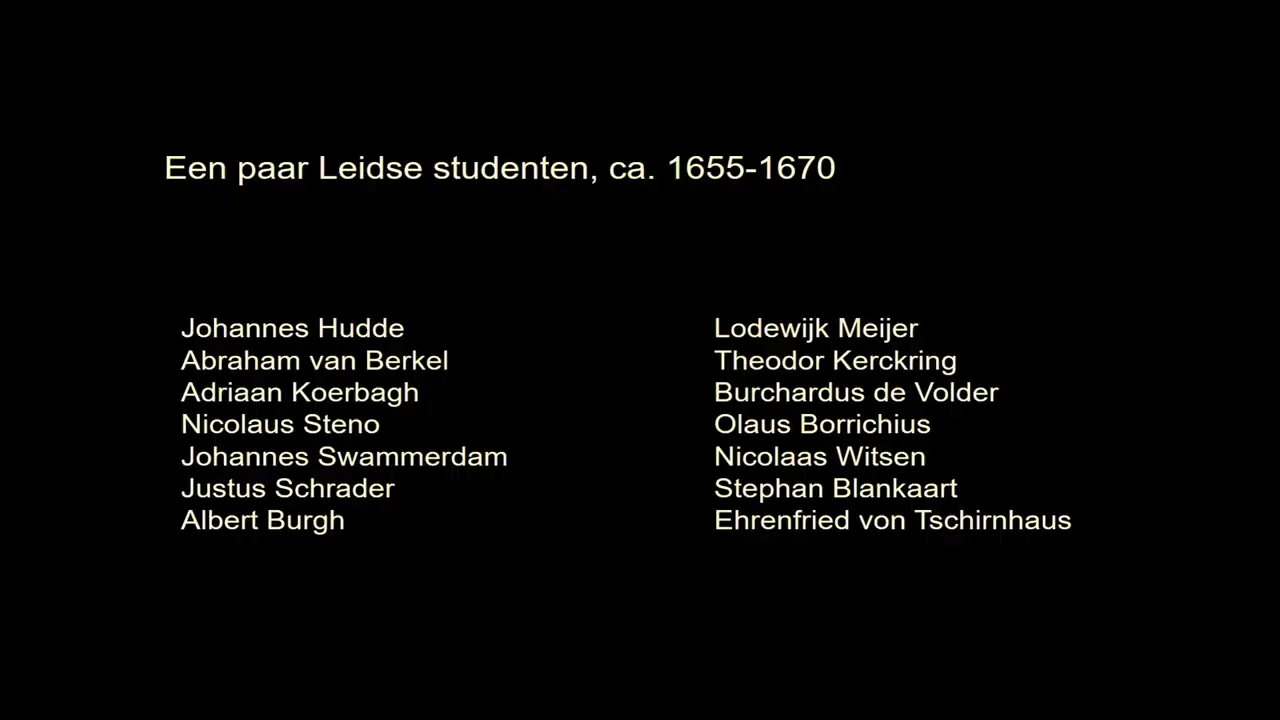 Een paar Leidse studenten, ca. 1655-1670
Johannes Hudde
Abraham van Berkel
Adriaan Koerbagh
Nicolaus Steno
Johannes Swammerdam
Justus Schrader
Albert Burgh
Lodewijk Meijer
Theodor Kerckring
Burchardus de Volder
Olaus Borrichius
Nicolaas Witsen
Stephan Blankaart
Ehrenfried von Tschirnhaus